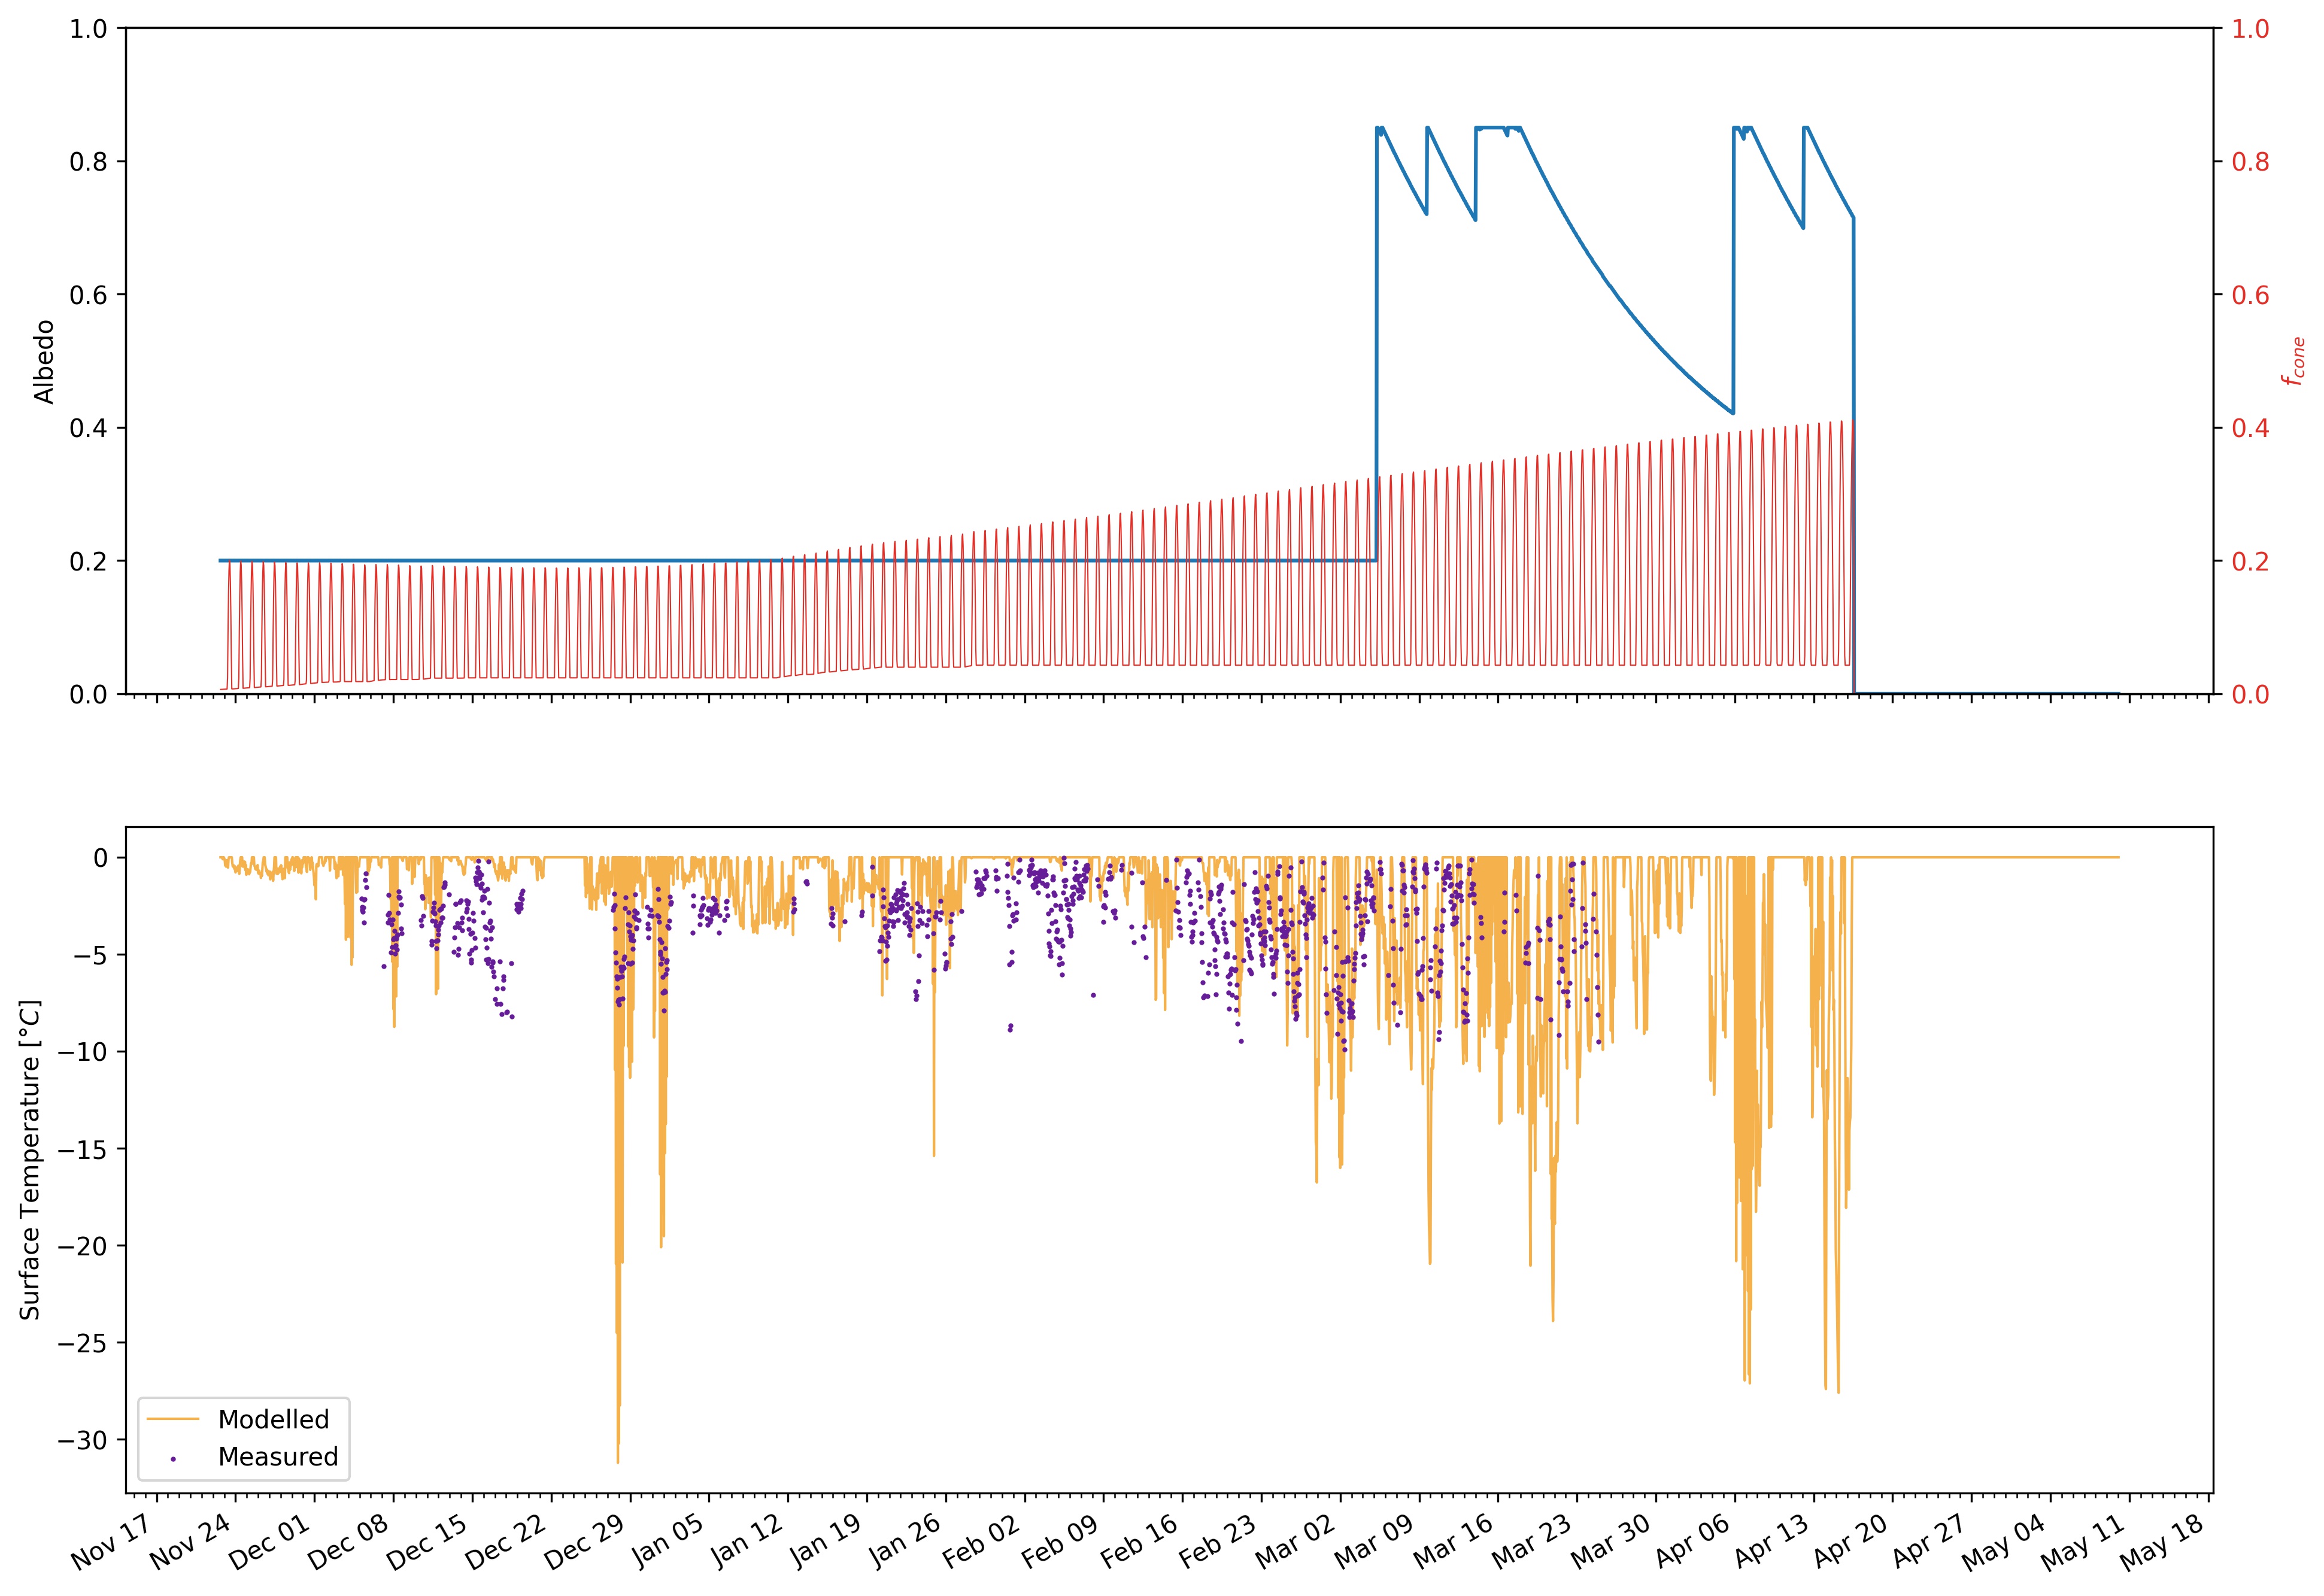 1.0
0.8
0.6
0.4
0.2
0.0
Albedo
1.0
0.8
0.6
0.4
0.2
0.0
f_cone
0
−5
−10
−15
−20
−25
−30
Surface Temperature [°C]
Modelled
Measured
Nov 17
Nov 24
Dec 01
Dec 08
Dec 15
Dec 22
Dec 29
Jan 05
Jan 12
Jan 19
Jan 26
Feb 02
Feb 09
Feb 16
Feb 23
Mar 02
Mar 09
Mar 16
Mar 23
Mar 30
Apr 06
Apr 13
Apr 20
Apr 27
May 04
May 11
May 18